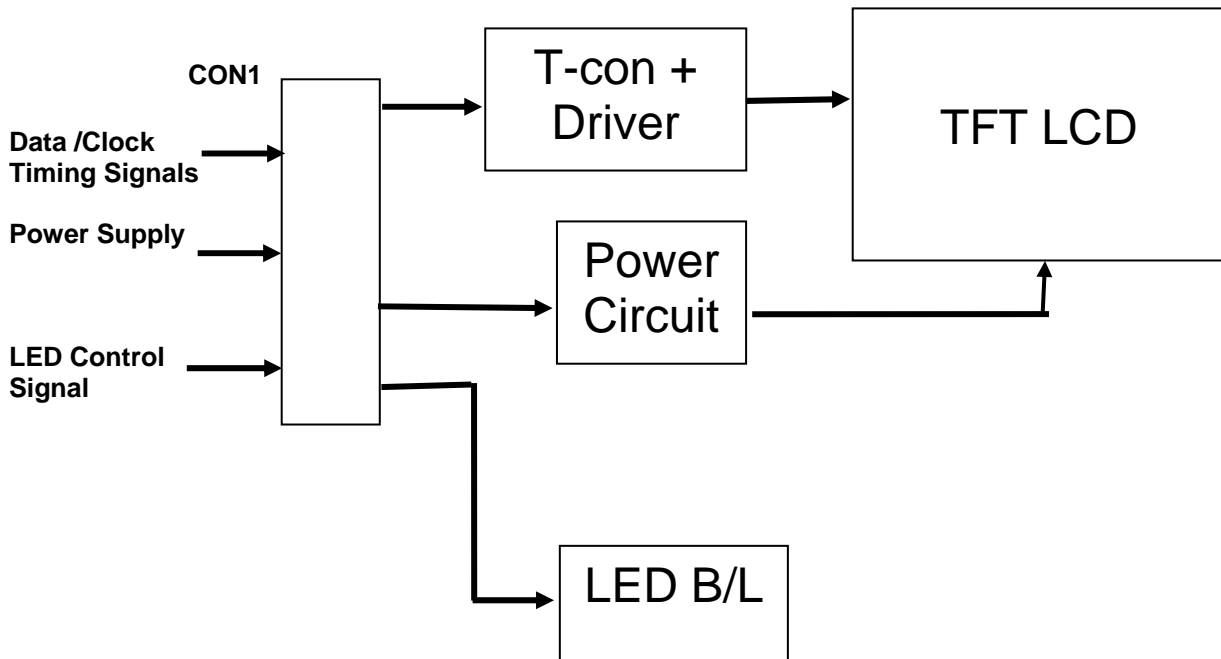 CON1
Data /Clock
Timing Signals
Power Supply
LED Control
Signal
T-con +
Driver
Power
Circuit
LED B/L
TFT LCD